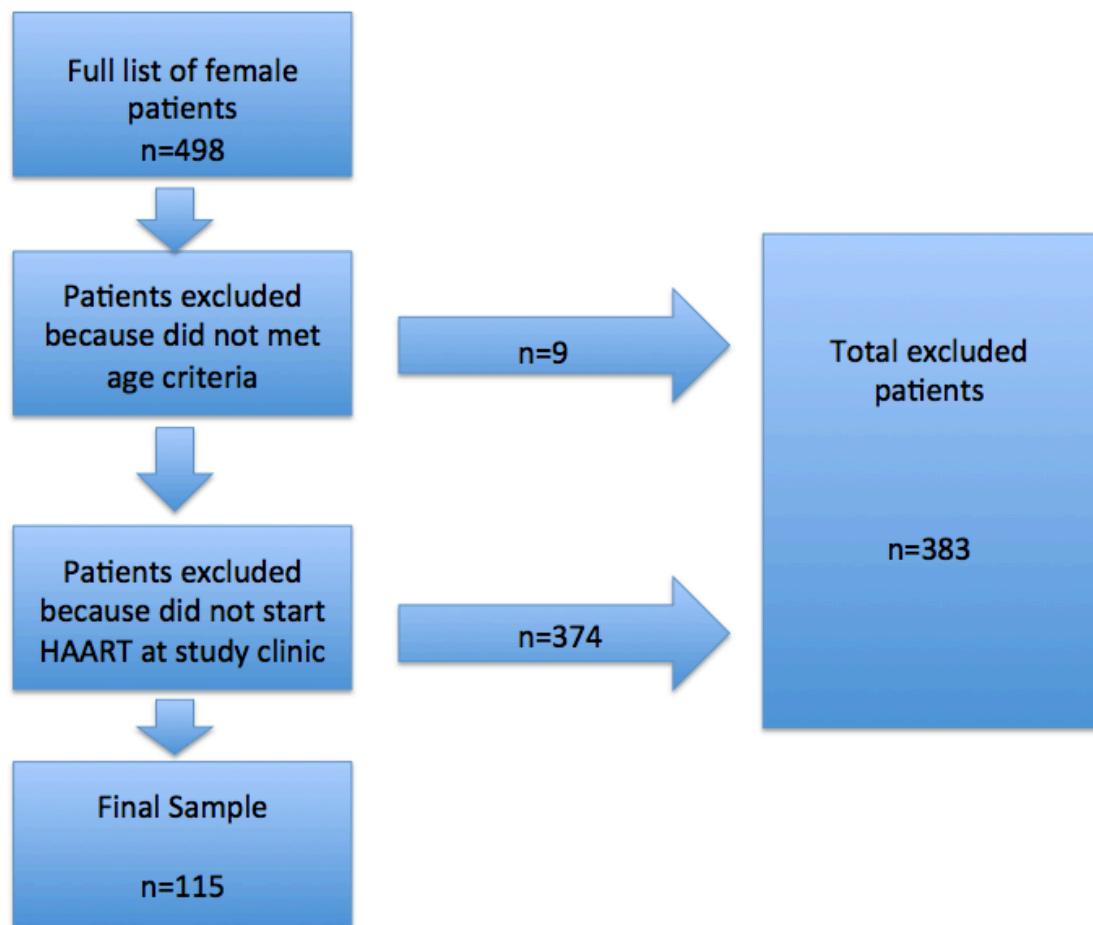 Full list of female
patients
n=498
Patients excluded
because did not met
age criteria
n=9
Patients excluded
because did not start
HAART at study clinic
n=374
Total excluded
patients
n=383
Final Sample
n=115